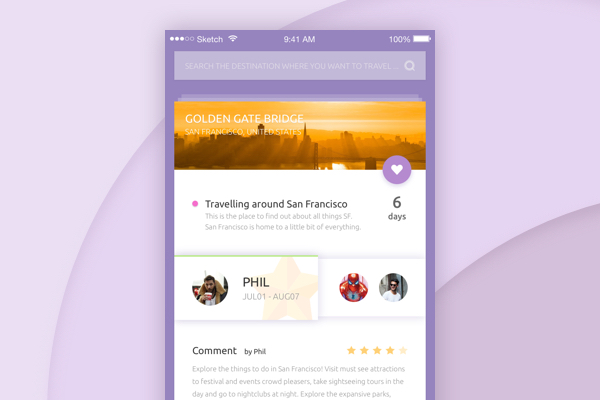 Sketch 9:41 AM 100%
SEARCH THE DESTINATION WHERE YOU WANT TO TRAVEL...
GOLDEN GATE BRIDGE
SAN FRANCISCO, UNITED STATES
Travelling around San Francisco
This is the place to find out about all things SF.
San Francisco is home to a little bit of everything.
6
days
PHIL
JUL01 - AUG07
Comment by Phil
Explore the things to do in San Francisco! Visit must see attractions
to festival and events crowd pleasers, take sightseeing tours in the
day and go to nightclubs at night. Explore the expansive parks,